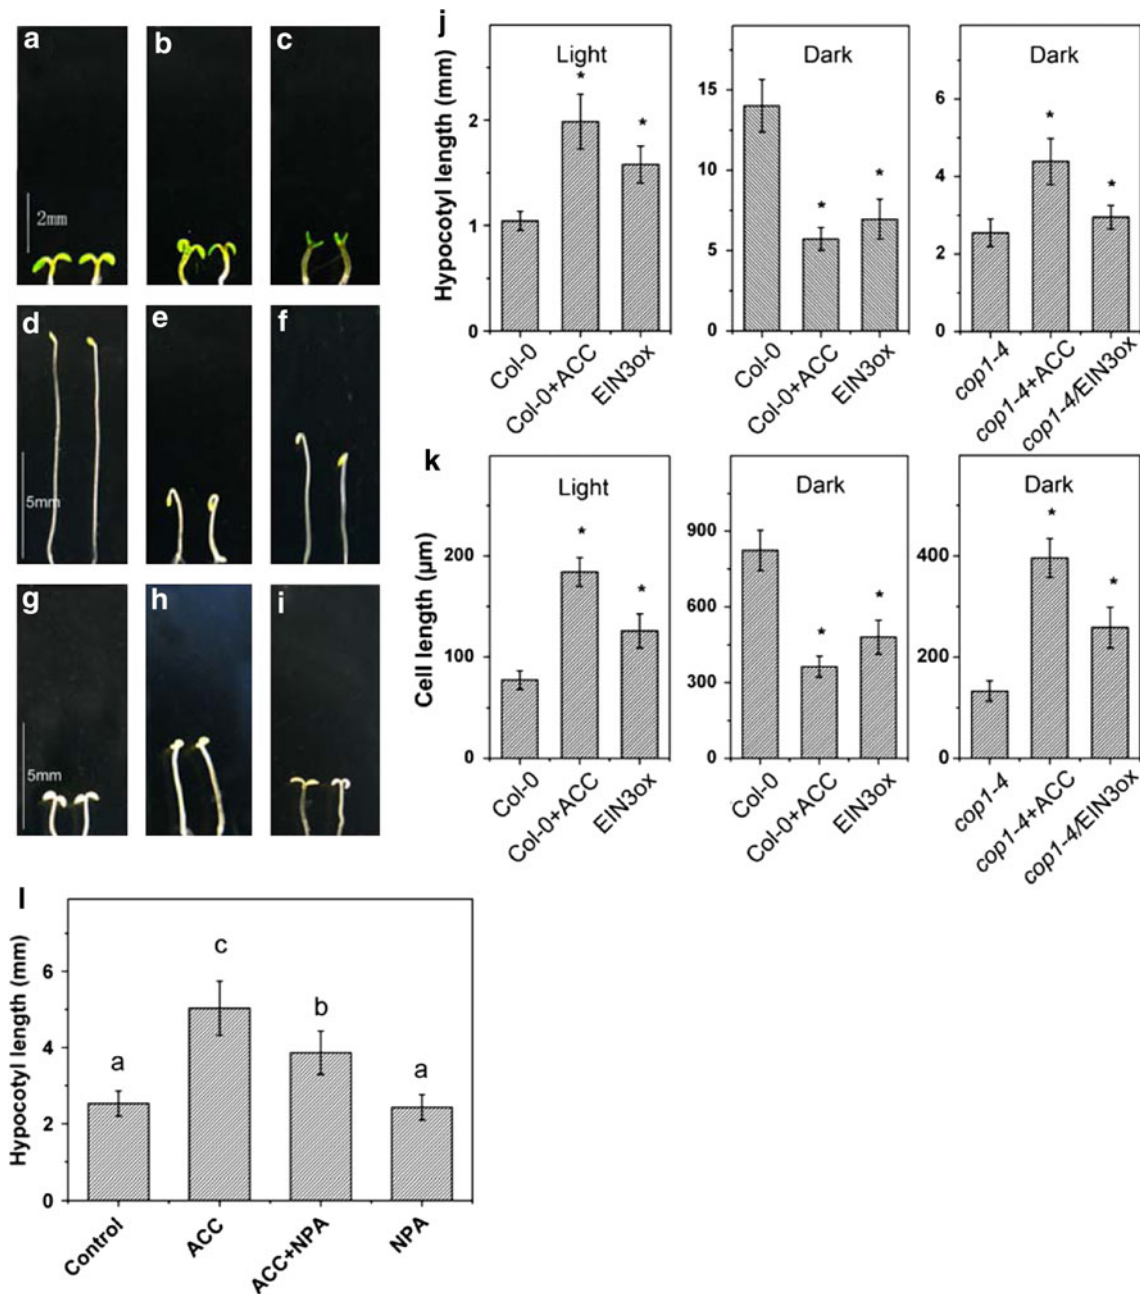 a
b
c
2mm
d
e
f
5mm
g
h
i
5mm
j
Hypocotyl length (mm)
Light
2
1
0
*
*
Col-0
Col-0+ACC
EIN3ox
Dark
15
10
5
0
*
*
Col-0
Col-0+ACC
EIN3ox
Dark
6
4
2
0
*
*
cop1-4
cop1-4+ACC
cop1-4/EIN3ox
k
Cell length (µm)
Light
200
100
0
*
*
Col-0
Col-0+ACC
EIN3ox
Dark
900
600
300
0
*
*
Col-0
Col-0+ACC
EIN3ox
Dark
400
200
0
*
*
cop1-4
cop1-4+ACC
cop1-4/EIN3ox
l
Hypocotyl length (mm)
6
4
2
0
a
c
b
a
Control
ACC
ACC+NPA
NPA